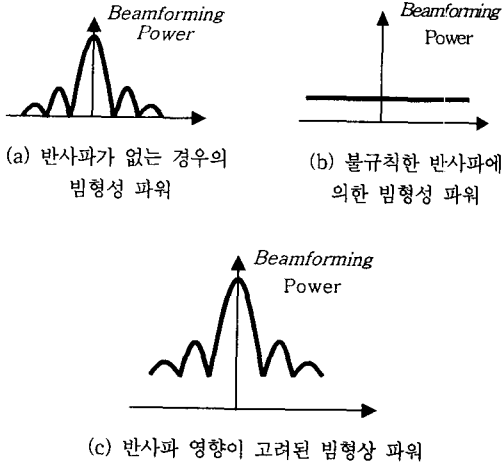 Beamforming
Power
(a) 반사파가 없는 경우의
빔형성 파워
Beamforming
Power
(b) 불규칙한 반사파에
의한 빔형성 파워
Beamforming
Power
(c) 반사파 영향이 고려된 빔형상 파워